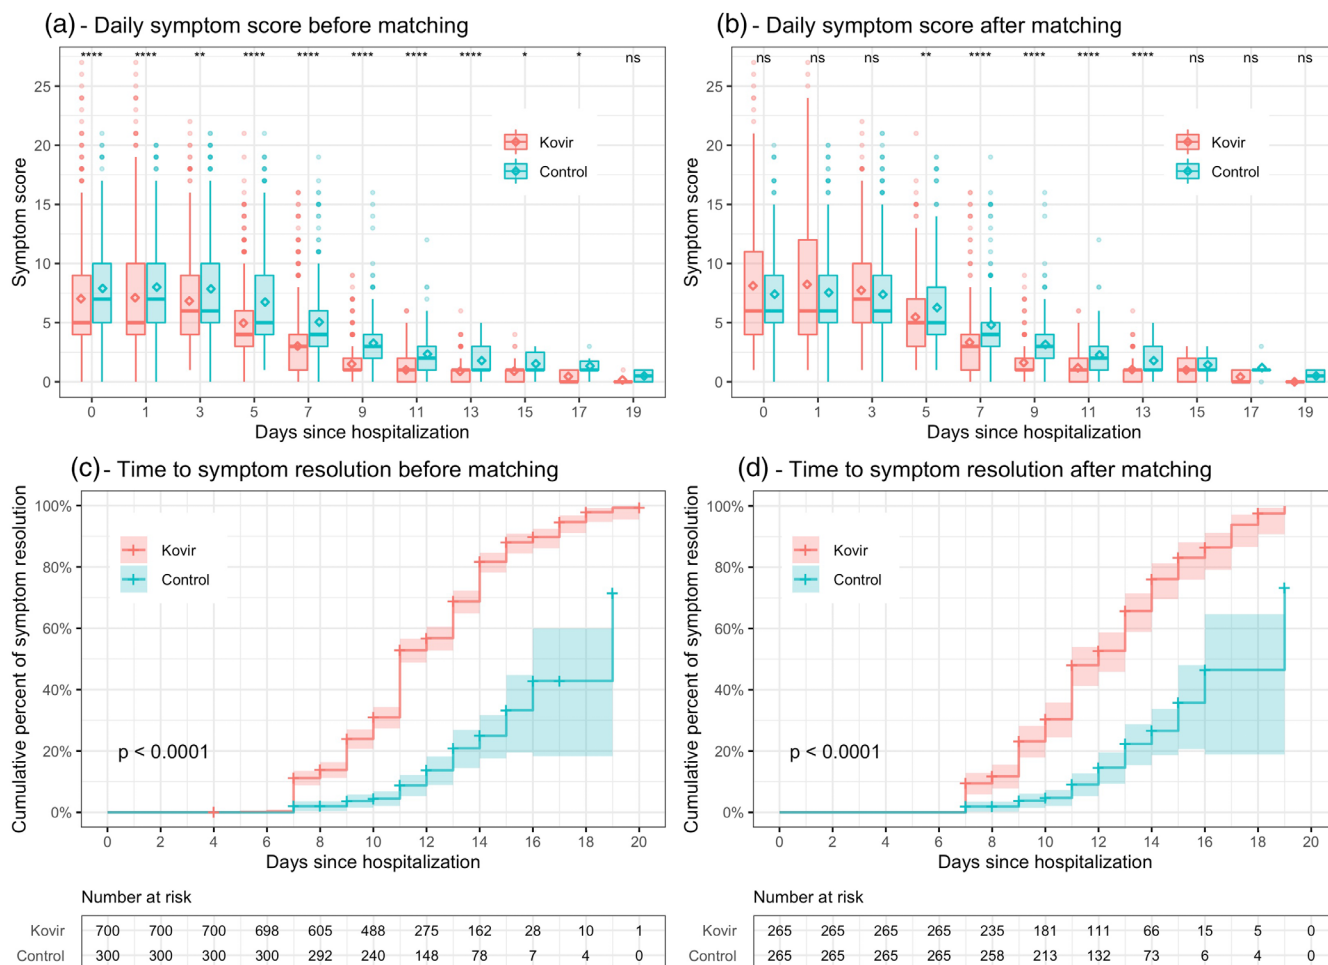 (a) - Daily symptom score before matching
**** **** ** **** **** **** **** **** * * ns
Symptom score
25
20
15
10
5
0
Kovir
Control
0 1 3 5 7 9 11 13 15 17 19
Days since hospitalization
(b) - Daily symptom score after matching
ns ns ns ** **** **** **** **** ns ns ns
Symptom score
25
20
15
10
5
0
Kovir
Control
0 1 3 5 7 9 11 13 15 17 19
Days since hospitalization
(c) - Time to symptom resolution before matching
Cumulative percent of symptom resolution
100%
80%
60%
40%
20%
0%
Kovir
Control
p < 0.0001
0 2 4 6 8 10 12 14 16 18 20
Days since hospitalization
Number at risk
Kovir 700 700 700 698 605 488 275 162 28 10 1
Control 300 300 300 300 292 240 148 78 7 4 0
(d) - Time to symptom resolution after matching
Cumulative percent of symptom resolution
100%
80%
60%
40%
20%
0%
Kovir
Control
p < 0.0001
0 2 4 6 8 10 12 14 16 18 20
Days since hospitalization
Number at risk
Kovir 265 265 265 265 235 181 111 66 15 5 0
Control 265 265 265 265 258 213 132 73 6 4 0